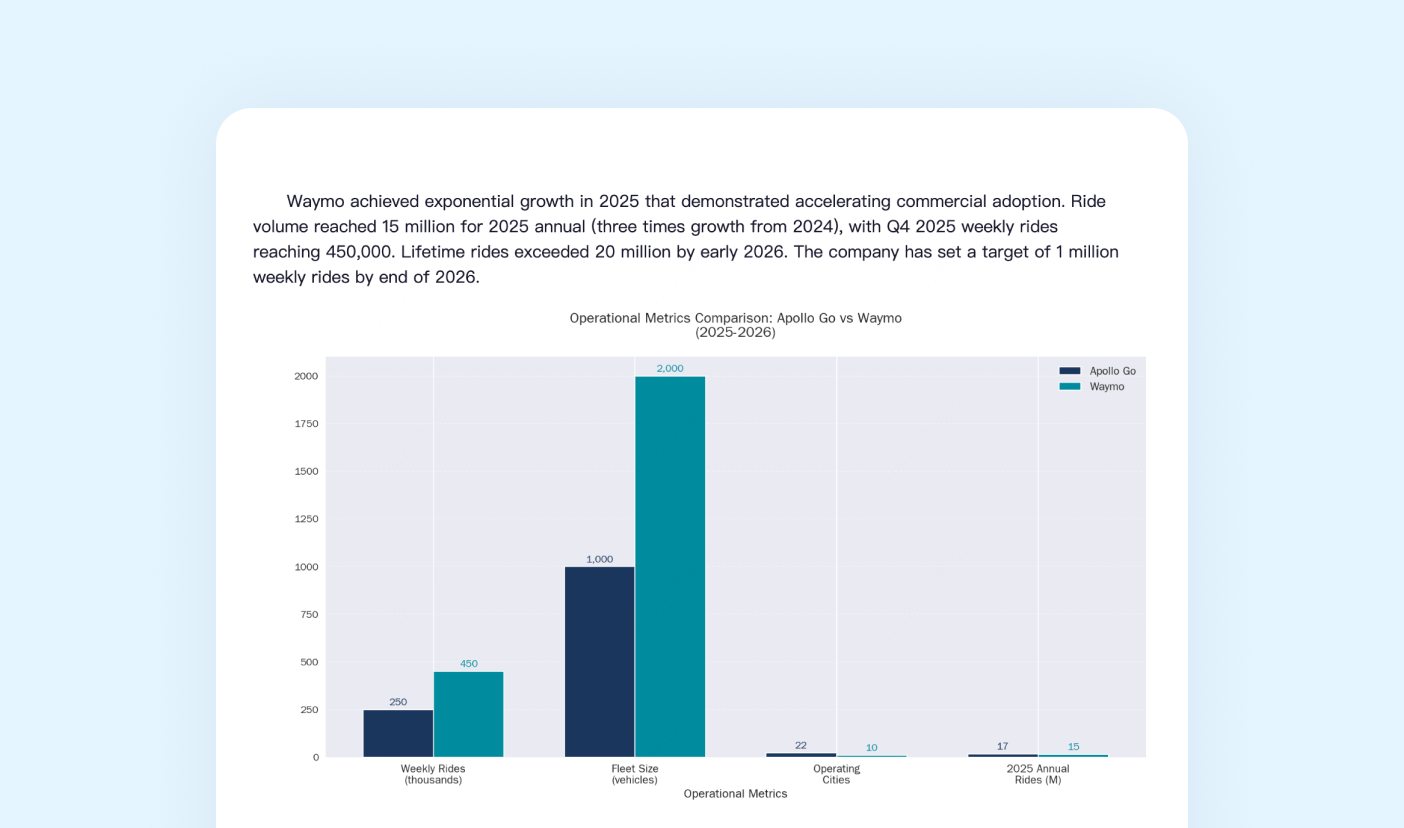 Waymo achieved exponential growth in 2025 that demonstrated accelerating commercial adoption. Ride
volume reached 15 million for 2025 annual (three times growth from 2024), with Q4 2025 weekly rides
reaching 450,000. Lifetime rides exceeded 20 million by early 2026. The company has set a target of 1 million
weekly rides by end of 2026.
Operational Metrics Comparison: Apollo Go vs Waymo
(2025-2026)
Apollo Go
Waymo
2000
1750
1500
1250
1000
750
500
250
0
250
450
1,000
2,000
22
10
17
15
Weekly Rides
(thousands)
Fleet Size
(vehicles)
Operating
Cities
2025 Annual
Rides (M)
Operational Metrics